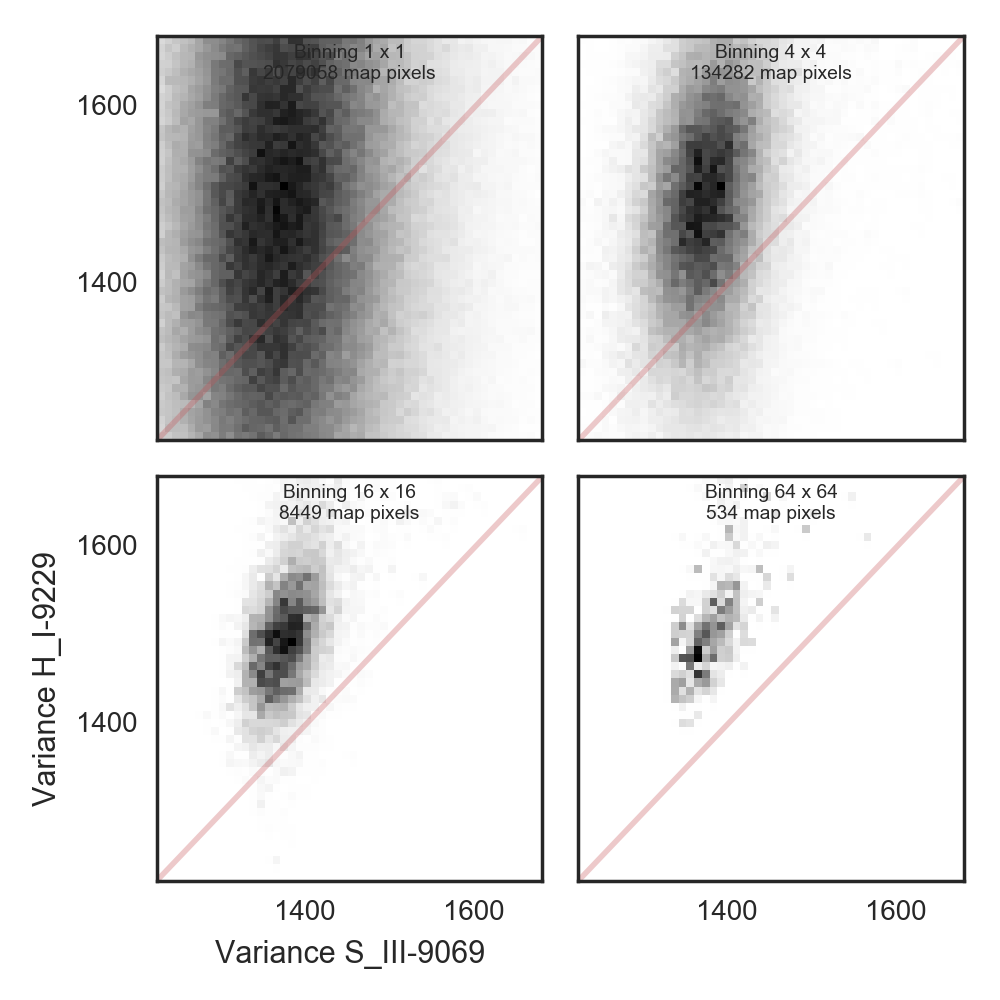 Binning 1 x 1
2079058 map pixels
Binning 4 x 4
134282 map pixels
1600
1400
Binning 16 x 16
8449 map pixels
Binning 64 x 64
534 map pixels
1600
1400
Variance H_I-9229
1400
1600
1400
1600
Variance S_III-9069